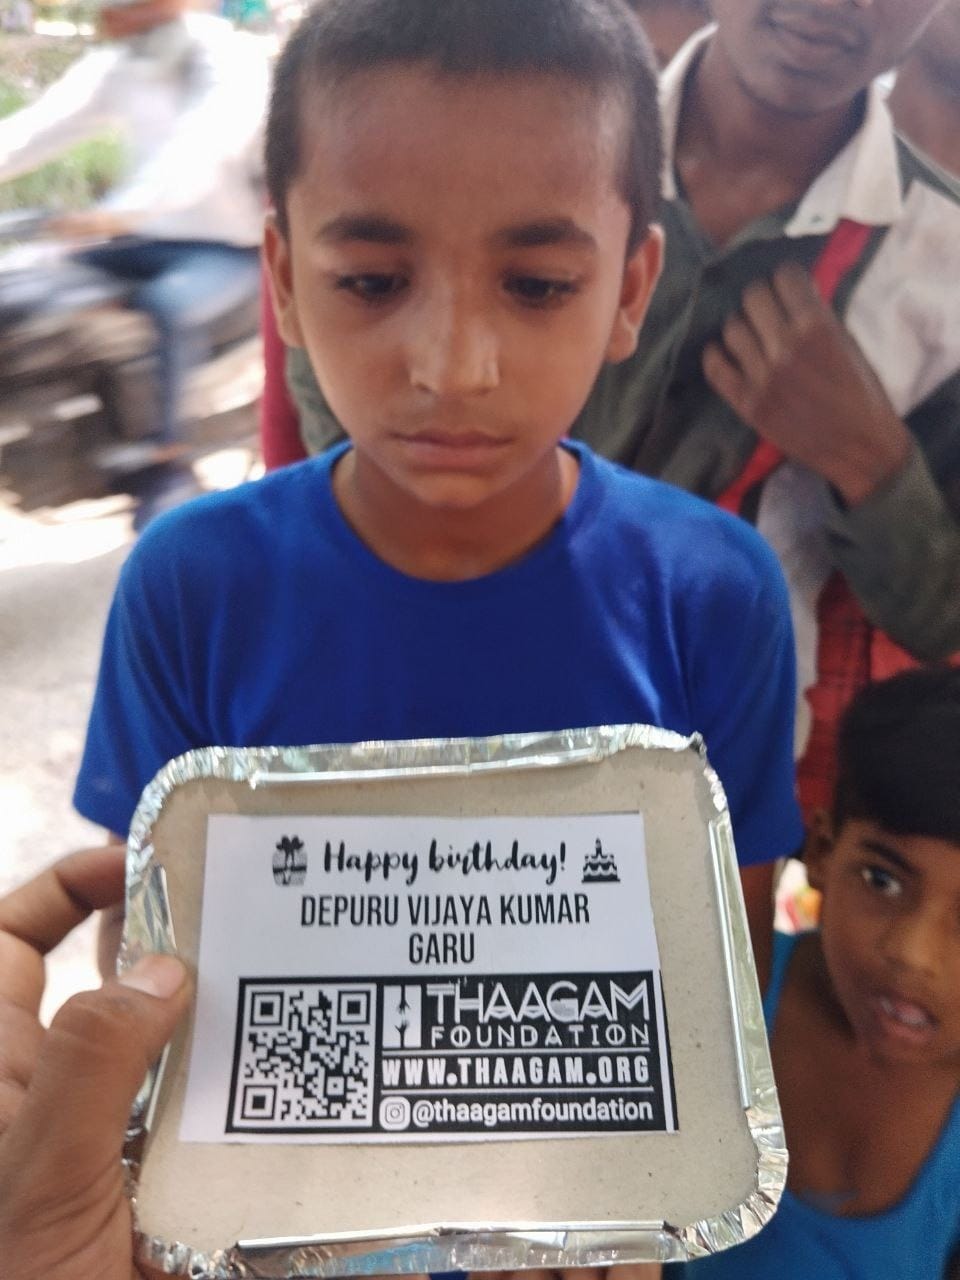 Happy birthday!
DEPURU VIJAYA KUMAR
GARU
THAAGAM
FOUNDATION
WWW.THAAGAM.ORG
@thaagamfoundation